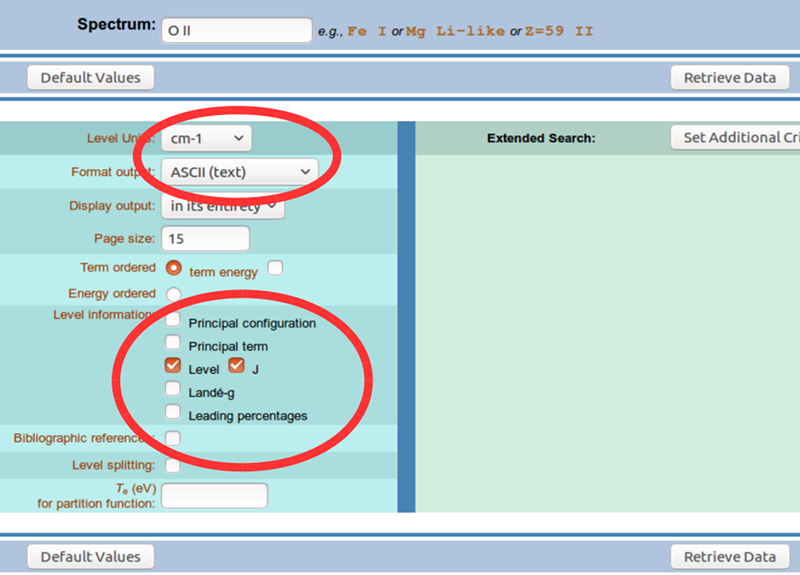 Spectrum: O II e.g., Fe I or Mg Li-like or Z=59 II
Default Values Retrieve Data
Level Units: cm-1 Extended Search: Set Additional Cri
Format output: ASCII (text)
Display output: in its entirety
Page size: 15
Term ordered term energy
Energy ordered
Level information: Principal configuration
Principal term
Level J
Landé-g
Leading percentages
Bibliographic references:
Level splitting:
Te (eV)
for partition function:
Default Values Retrieve Data